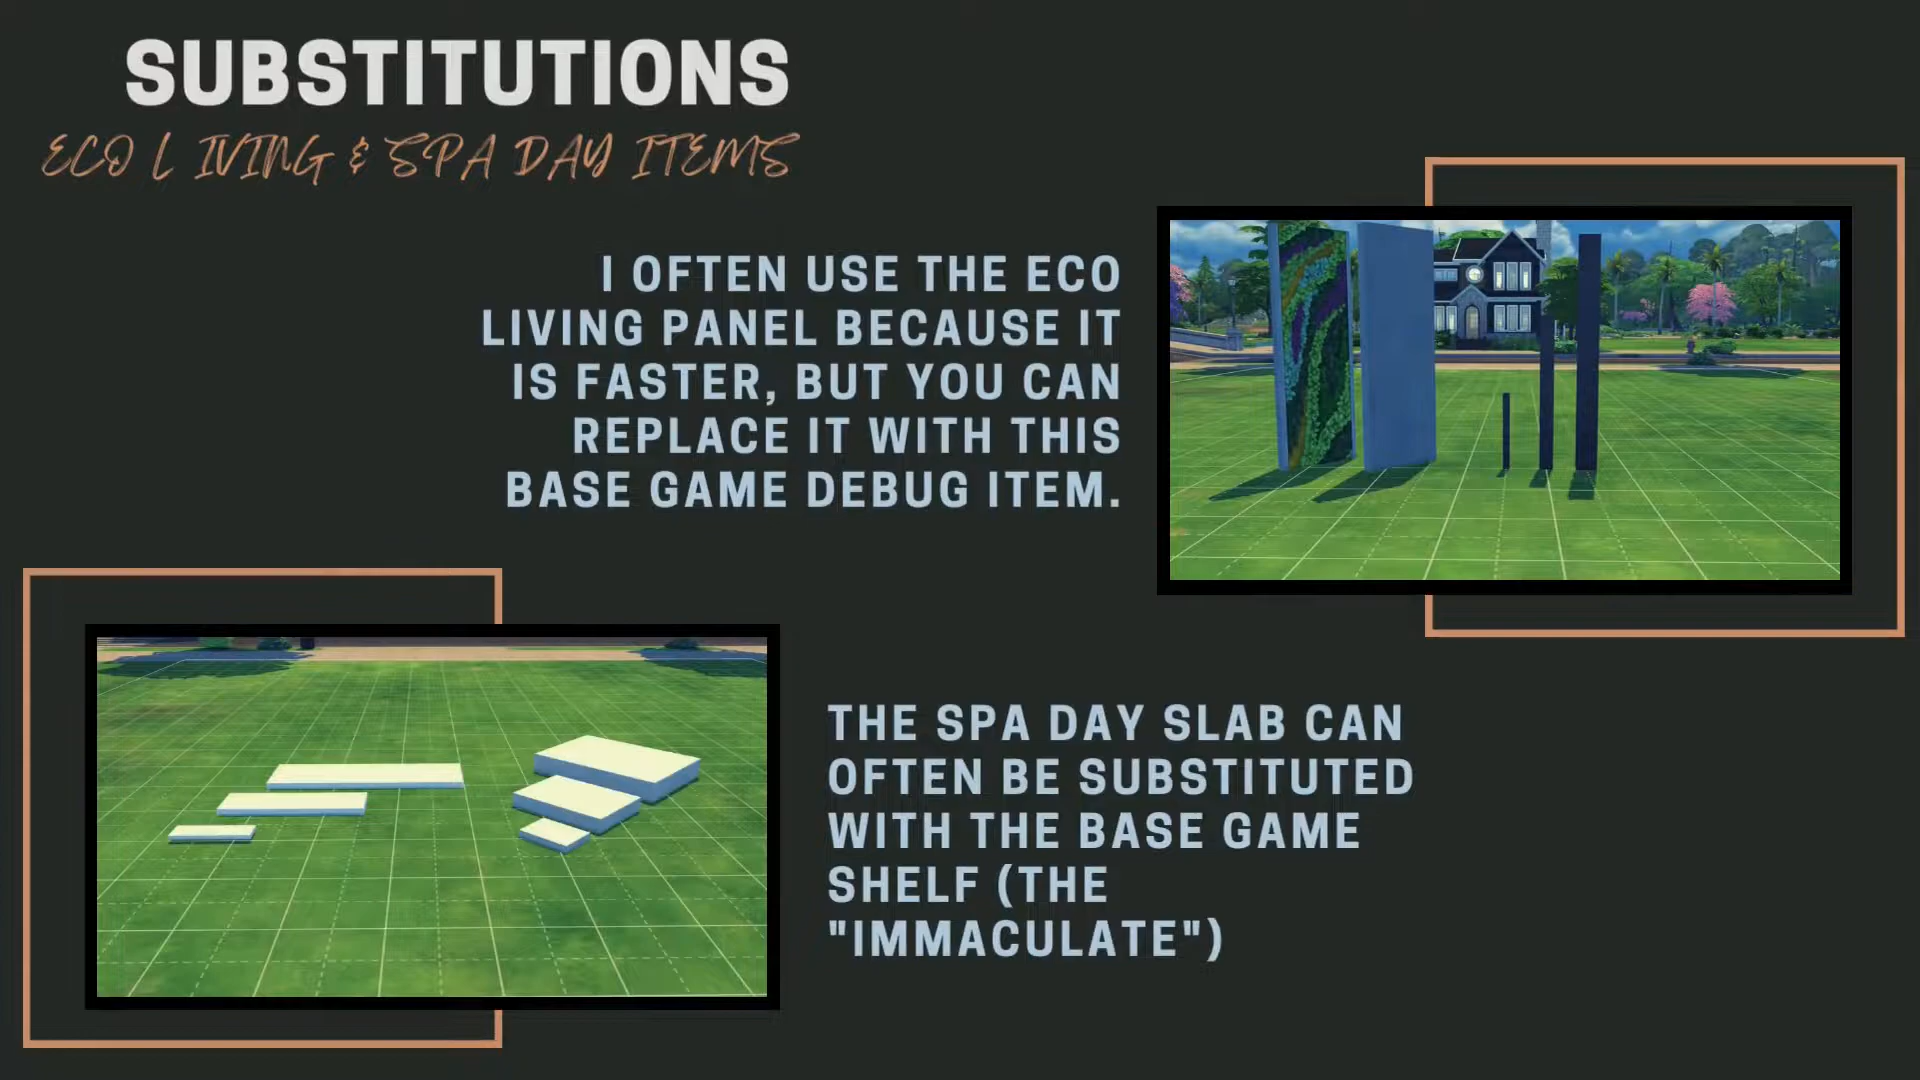 SUBSTITUTIONS
ECO L IVING & SPA DAY ITEMS
I OFTEN USE THE ECO
LIVING PANEL BECAUSE IT
IS FASTER, BUT YOU CAN
REPLACE IT WITH THIS
BASE GAME DEBUG ITEM.
THE SPA DAY SLAB CAN
OFTEN BE SUBSTITUTED
WITH THE BASE GAME
SHELF (THE
"IMMACULATE")